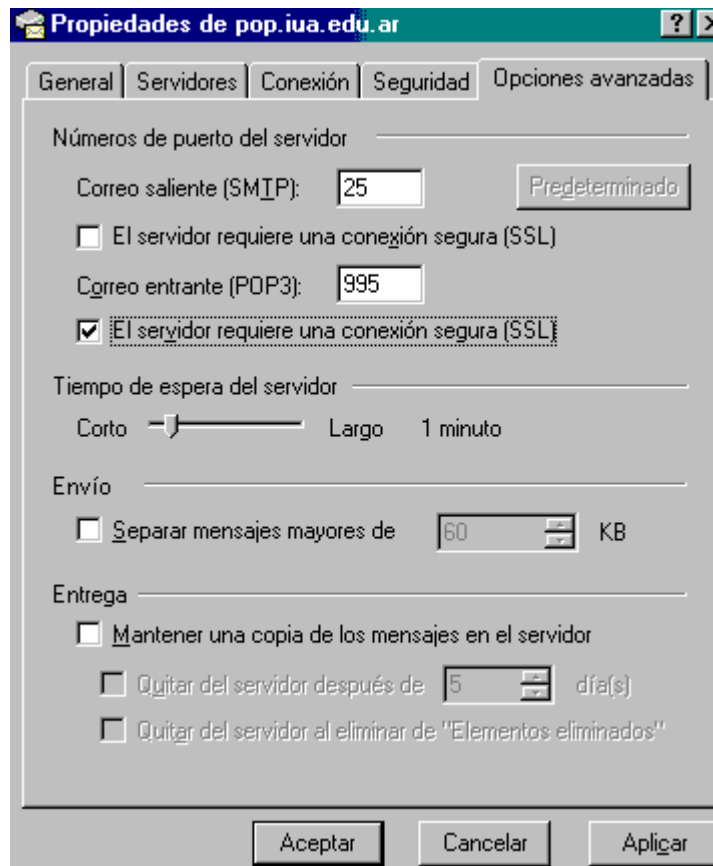 Propiedades de pop.iua.edu.ar
General Servidores Conexión Seguridad Opciones avanzadas
Números de puerto del servidor
Correo saliente (SMTP): 25 Predeterminado
El servidor requiere una conexión segura (SSL)
Correo entrante (POP3): 995
El servidor requiere una conexión segura (SSL)
Tiempo de espera del servidor
Corto Largo 1 minuto
Envío
Separar mensajes mayores de 60 KB
Entrega
Mantener una copia de los mensajes en el servidor
Quitar del servidor después de 5 día(s)
Quitar del servidor al eliminar de "Elementos eliminados"
Aceptar Cancelar Aplicar